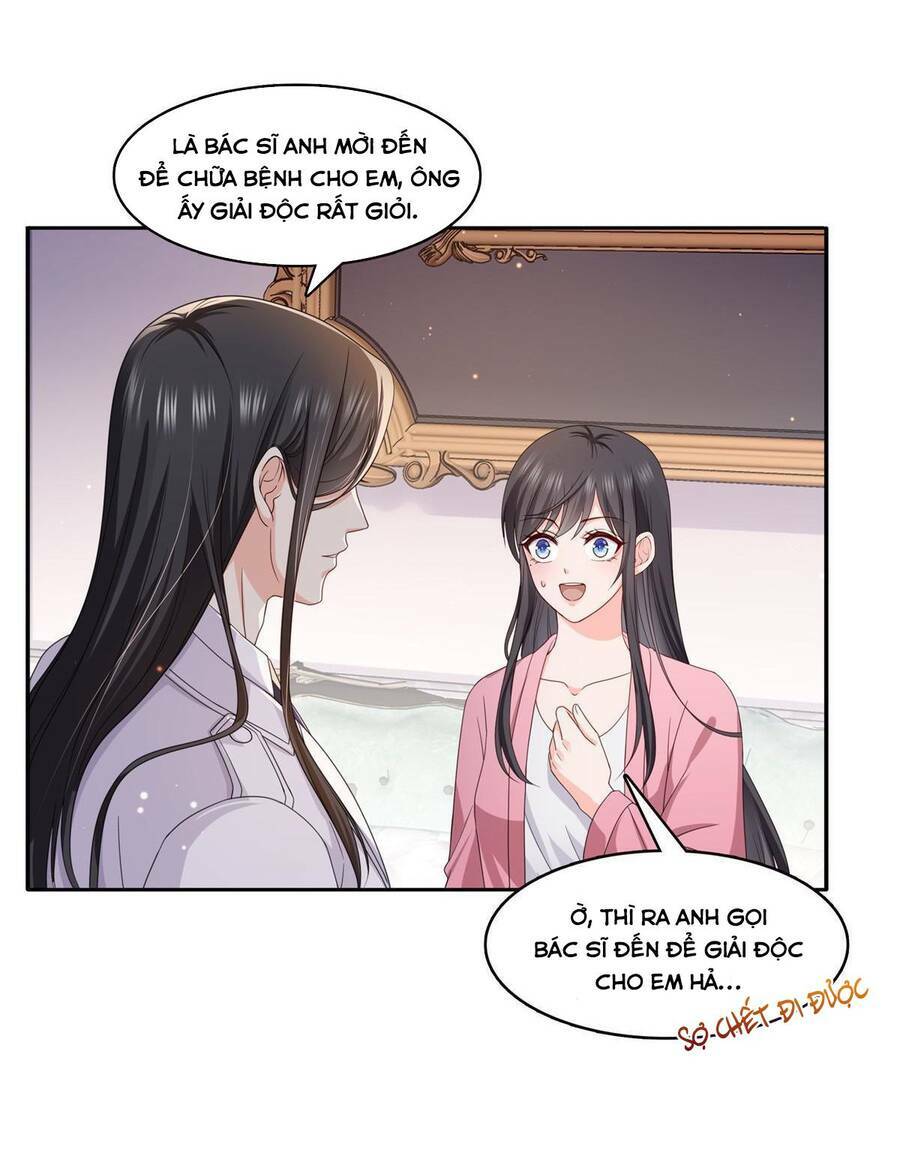 LÀ BÁC SĨ ANH MỜI ĐẾN
ĐỂ CHỮA BỆNH CHO EM, ÔNG
ẤY GIẢI ĐỘC RẤT GIỎI.
Ờ, THÌ RA ANH GỌI
BÁC SĨ ĐẾN ĐỂ GIẢI ĐỘC
CHO EM HẢ...
SỢ CHẾT ĐI ĐƯỢC